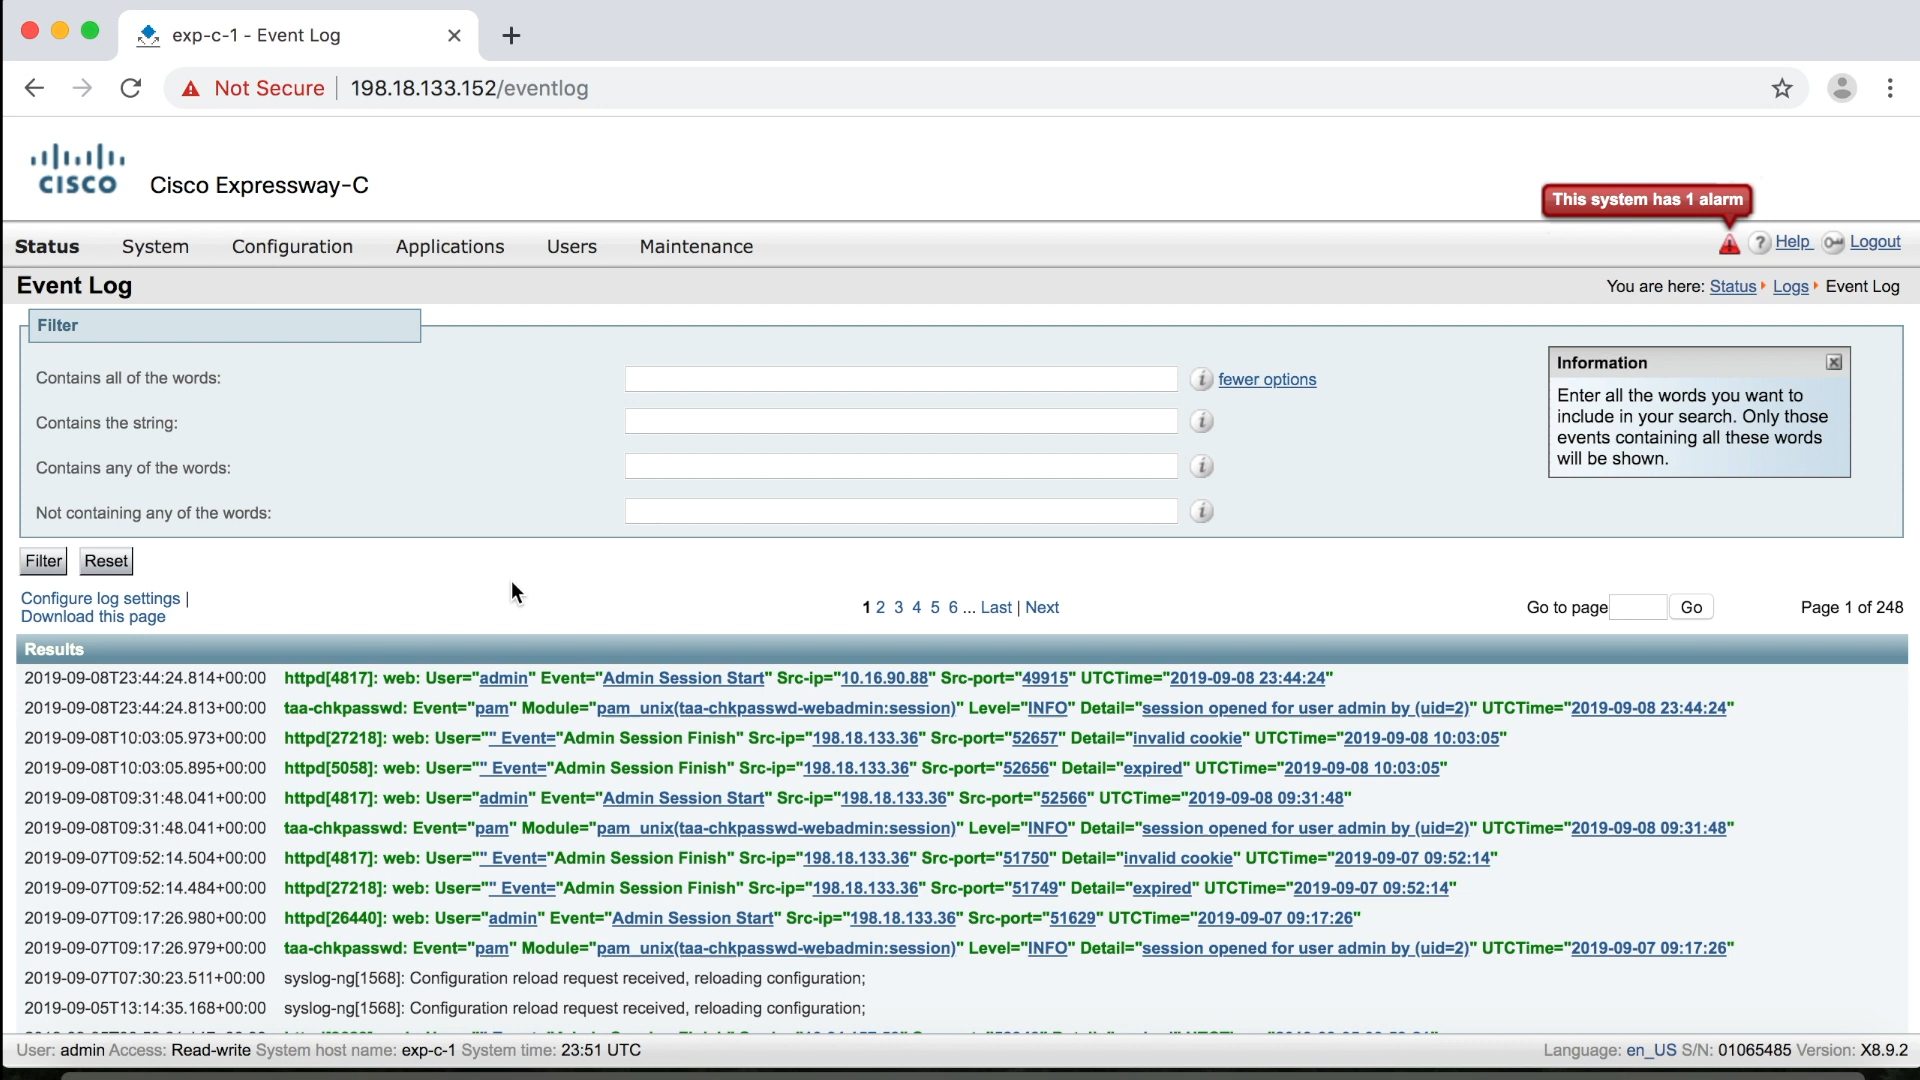 exp-c-1 - Event Log
Not Secure 198.18.133.152/eventlog
CISCO Cisco Expressway-C
This system has 1 alarm
Status System Configuration Applications Users Maintenance Help Logout
Event Log You are here: Status Logs Event Log
Filter
Contains all of the words: i fewer options
Contains the string: i
Contains any of the words: i
Not containing any of the words: i
Information
Enter all the words you want to
include in your search. Only those
events containing all these words
will be shown.
Filter Reset
Configure log settings |
Download this page
1 2 3 4 5 6 ... Last | Next Go to page Go Page 1 of 248
Results
2019-09-08T23:44:24.814+00:00 httpd[4817]: web: User="admin" Event="Admin Session Start" Src-ip="10.16.90.88" Src-port="49915" UTCTime="2019-09-08 23:44:24"
2019-09-08T23:44:24.813+00:00 taa-chkpasswd: Event="pam" Module="pam_unix(taa-chkpasswd-webadmin:session)" Level="INFO" Detail="session opened for user admin by (uid=2)" UTCTime="2019-09-08 23:44:24"
2019-09-08T10:03:05.973+00:00 httpd[27218]: web: User="" Event="Admin Session Finish" Src-ip="198.18.133.36" Src-port="52657" Detail="invalid cookie" UTCTime="2019-09-08 10:03:05"
2019-09-08T10:03:05.895+00:00 httpd[5058]: web: User="" Event="Admin Session Finish" Src-ip="198.18.133.36" Src-port="52656" Detail="expired" UTCTime="2019-09-08 10:03:05"
2019-09-08T09:31:48.041+00:00 httpd[4817]: web: User="admin" Event="Admin Session Start" Src-ip="198.18.133.36" Src-port="52566" UTCTime="2019-09-08 09:31:48"
2019-09-08T09:31:48.041+00:00 taa-chkpasswd: Event="pam" Module="pam_unix(taa-chkpasswd-webadmin:session)" Level="INFO" Detail="session opened for user admin by (uid=2)" UTCTime="2019-09-08 09:31:48"
2019-09-07T09:52:14.504+00:00 httpd[4817]: web: User="" Event="Admin Session Finish" Src-ip="198.18.133.36" Src-port="51750" Detail="invalid cookie" UTCTime="2019-09-07 09:52:14"
2019-09-07T09:52:14.484+00:00 httpd[27218]: web: User="" Event="Admin Session Finish" Src-ip="198.18.133.36" Src-port="51749" Detail="expired" UTCTime="2019-09-07 09:52:14"
2019-09-07T09:17:26.980+00:00 httpd[26440]: web: User="admin" Event="Admin Session Start" Src-ip="198.18.133.36" Src-port="51629" UTCTime="2019-09-07 09:17:26"
2019-09-07T09:17:26.979+00:00 taa-chkpasswd: Event="pam" Module="pam_unix(taa-chkpasswd-webadmin:session)" Level="INFO" Detail="session opened for user admin by (uid=2)" UTCTime="2019-09-07 09:17:26"
2019-09-07T07:30:23.511+00:00 syslog-ng[1568]: Configuration reload request received, reloading configuration;
2019-09-05T13:14:35.168+00:00 syslog-ng[1568]: Configuration reload request received, reloading configuration;
User: admin Access: Read-write System host name: exp-c-1 System time: 23:51 UTC Language: en_US S/N: 01065485 Version: X8.9.2